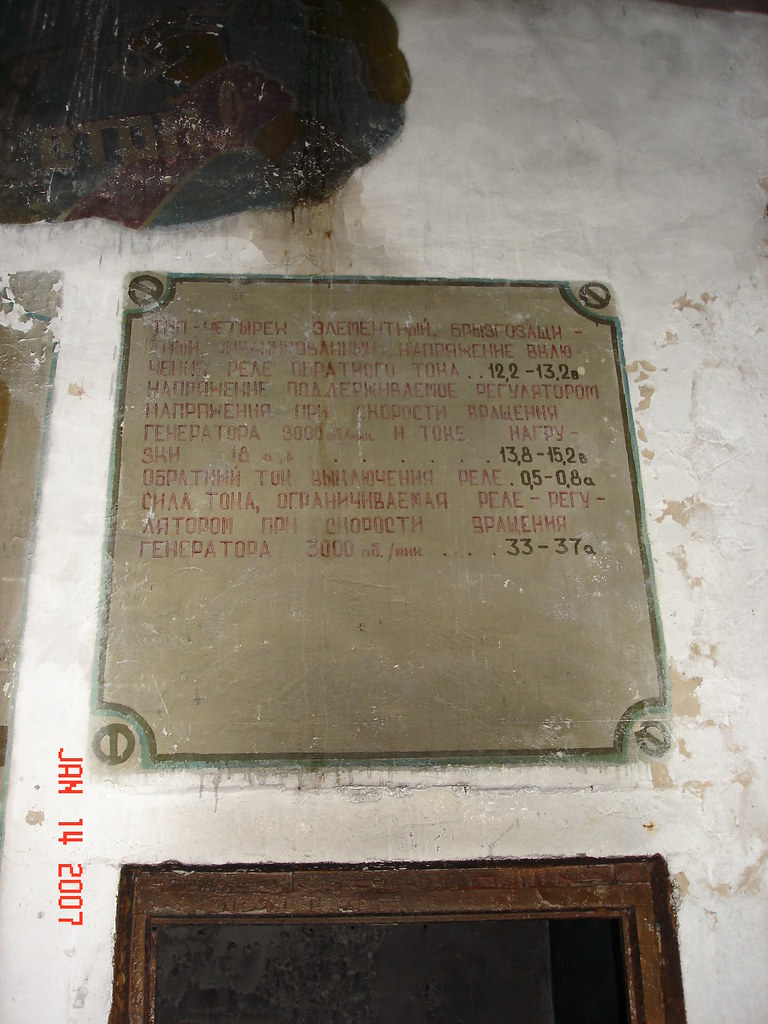 ТИП-ЧЕТЫРЕХ ЭЛЕМЕНТНЫЙ, БРЫЗГОЗАЩИ-
ТНЫЙ НАПРЯЖЕНИЕ ВКЛЮ
ЧЕНИЯ РЕЛЕ ОБРАТНОГО ТОКА..12,2-13,2в
НАПРЯЖЕНИЕ ПОДДЕРЖИВАЕМОЕ РЕГУЛЯТОРОМ
НАПРЯЖЕНИЯ ПРИ СКОРОСТИ ВРАЩЕНИЯ
ГЕНЕРАТОРА 3000 об/мин. И ТОКЕ НАГРУ-
ЗКИ 18 а,в . . . . . . . 13,8-15,2в
ОБРАТНЫЙ ТОК ВЫКЛЮЧЕНИЯ РЕЛЕ. 0,5-0,8а
СИЛА ТОКА, ОГРАНИЧИВАЕМАЯ РЕЛЕ-РЕГУ-
ЛЯТОРОМ ПРИ СКОРОСТИ ВРАЩЕНИЯ
ГЕНЕРАТОРА 3000 об./мин. . . . 33-37а
JAN 14 2007